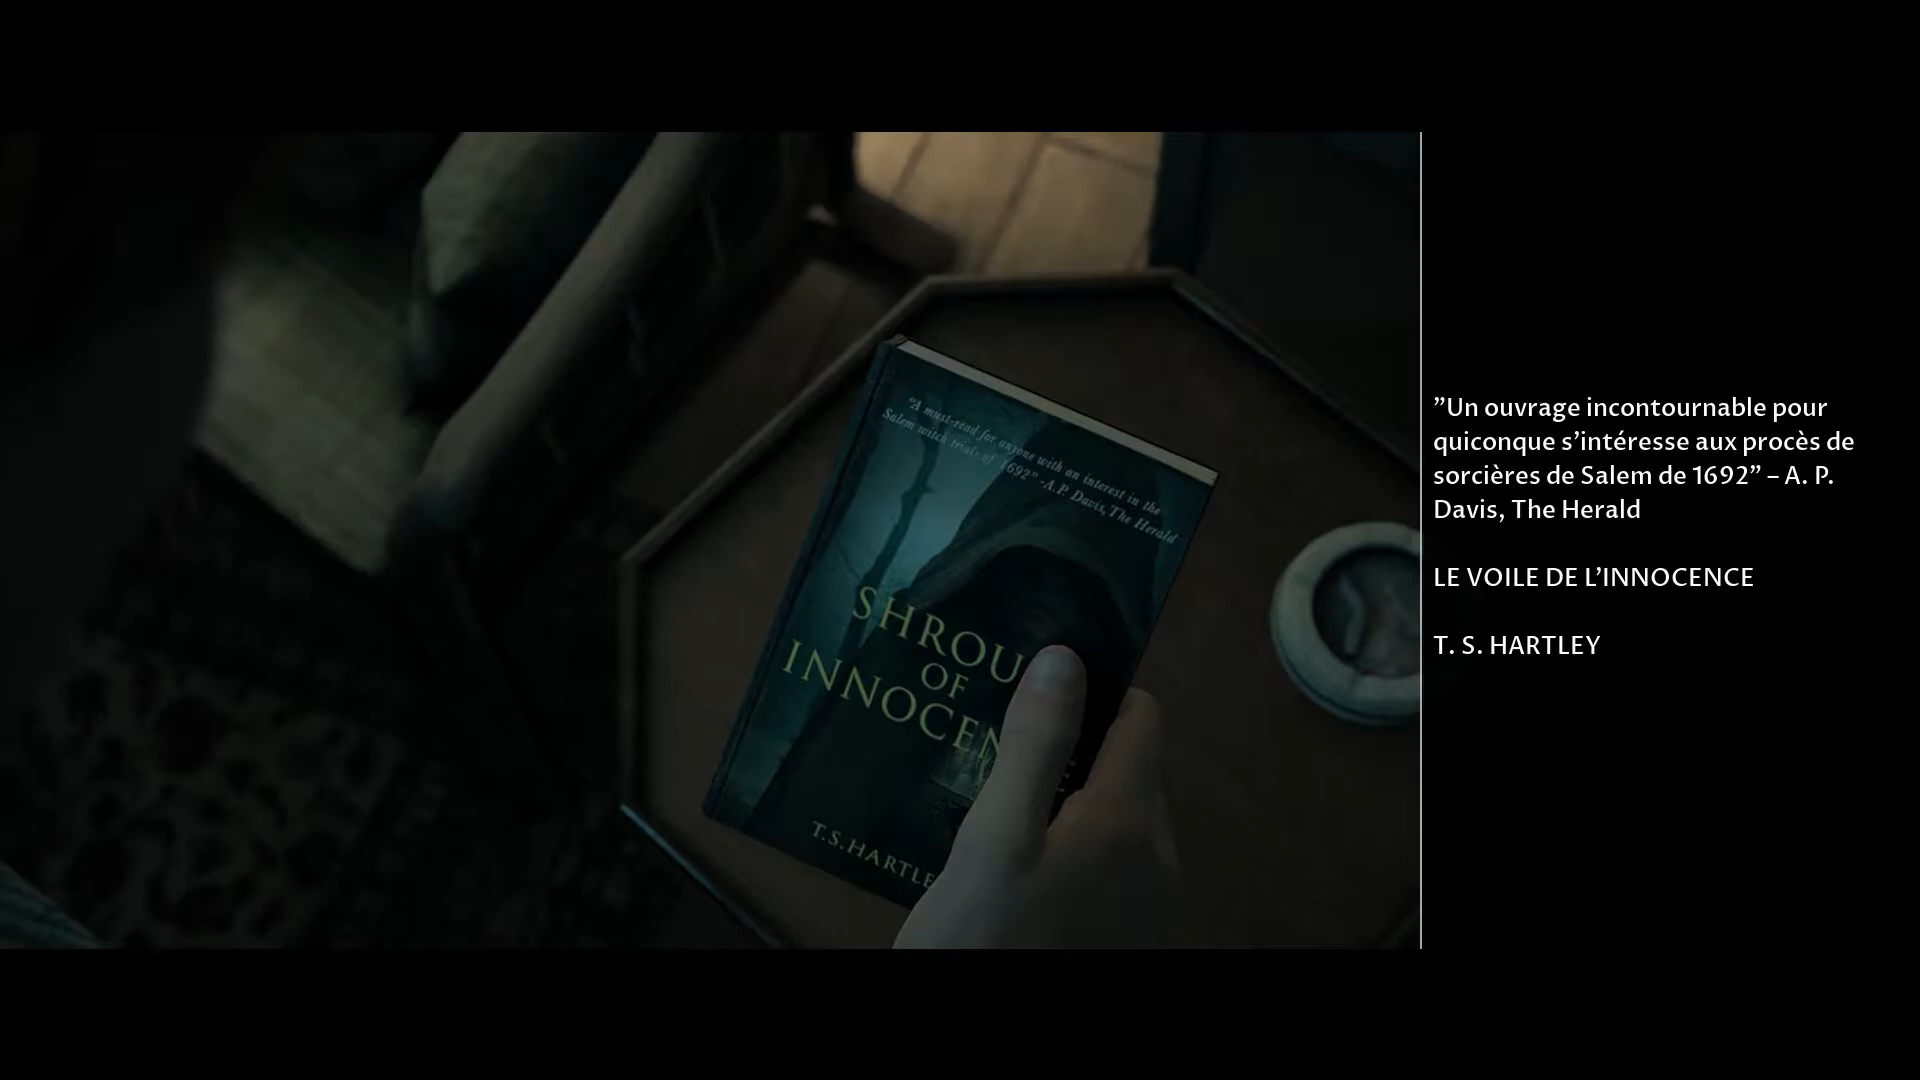 “A must-read for anyone with an interest in the
Salem witch trials of 1692” -A.P. Davis, The Herald
SHROU
OF
INNOCEN
T.S. HARTLE
”Un ouvrage incontournable pour
quiconque s’intéresse aux procès de
sorcières de Salem de 1692” – A. P.
Davis, The Herald
LE VOILE DE L’INNOCENCE
T. S. HARTLEY